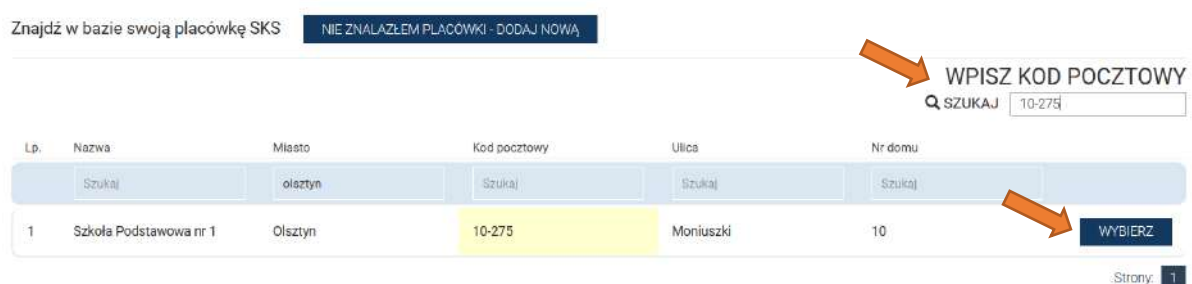 Znajdź w bazie swoją placówkę SKS NIE ZNALAZŁEM PLACÓWKI - DODAJ NOWĄ
WPISZ KOD POCZTOWY
SZUKAJ 10-275
Lp. Nazwa Miasto Kod pocztowy Ulica Nr domu
Szukaj olsztyn Szukaj Szukaj Szukaj
1 Szkoła Podstawowa nr 1 Olsztyn 10-275 Moniuszki 10 WYBIERZ
Strony: 1